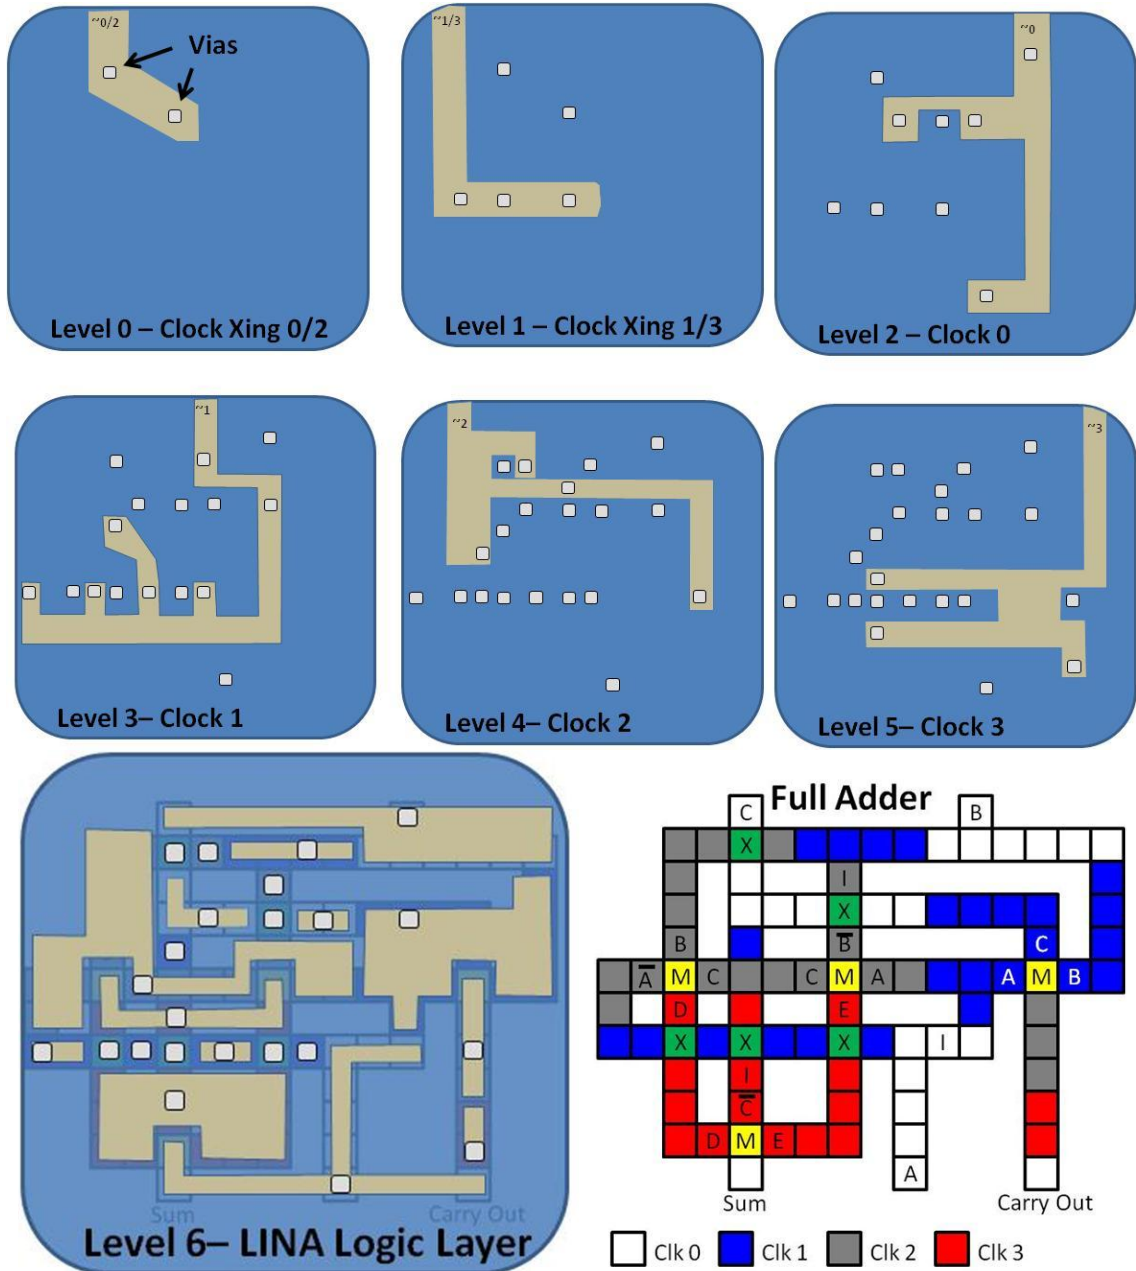 ~0/2
Vias
Level 0 – Clock Xing 0/2
~1/3
Level 1 – Clock Xing 1/3
~0
Level 2 – Clock 0
~1
Level 3– Clock 1
~2
Level 4– Clock 2
~3
Level 5– Clock 3
Sum Carry Out
Level 6– LINA Logic Layer
Full Adder
C B
X
I
X
B B̅ C
A̅ M C C M A A M B
D E
X X X I
I
C̅
D M E
A
Sum Carry Out
Clk 0 Clk 1 Clk 2 Clk 3